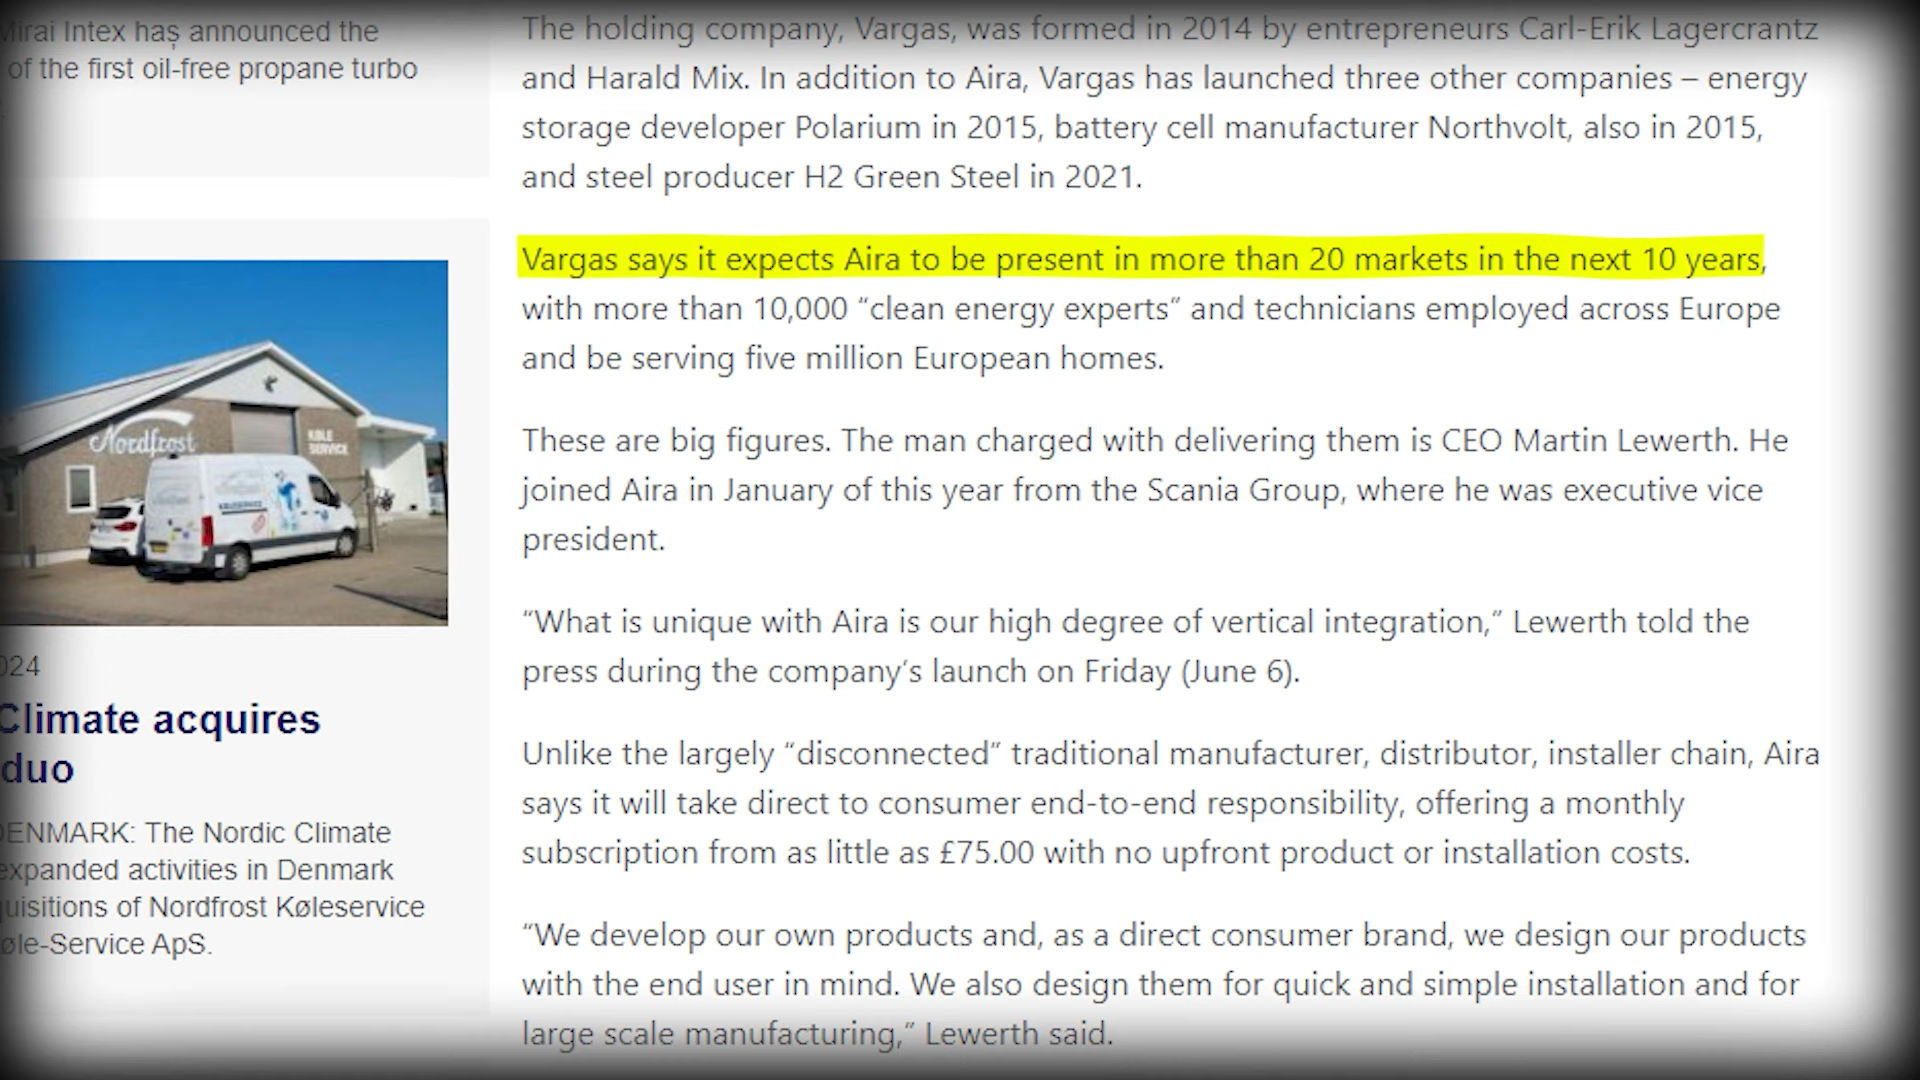 Mirai Intex has announced the
of the first oil-free propane turbo
Nordfrost
KØLE
SERVICE
024
Climate acquires
duo
DENMARK: The Nordic Climate
expanded activities in Denmark
quisitions of Nordfrost Køleservice
øle-Service ApS.
The holding company, Vargas, was formed in 2014 by entrepreneurs Carl-Erik Lagercrantz
and Harald Mix. In addition to Aira, Vargas has launched three other companies – energy
storage developer Polarium in 2015, battery cell manufacturer Northvolt, also in 2015,
and steel producer H2 Green Steel in 2021.
Vargas says it expects Aira to be present in more than 20 markets in the next 10 years,
with more than 10,000 “clean energy experts” and technicians employed across Europe
and be serving five million European homes.
These are big figures. The man charged with delivering them is CEO Martin Lewerth. He
joined Aira in January of this year from the Scania Group, where he was executive vice
president.
“What is unique with Aira is our high degree of vertical integration,” Lewerth told the
press during the company’s launch on Friday (June 6).
Unlike the largely “disconnected” traditional manufacturer, distributor, installer chain, Aira
says it will take direct to consumer end-to-end responsibility, offering a monthly
subscription from as little as £75.00 with no upfront product or installation costs.
“We develop our own products and, as a direct consumer brand, we design our products
with the end user in mind. We also design them for quick and simple installation and for
large scale manufacturing,” Lewerth said.